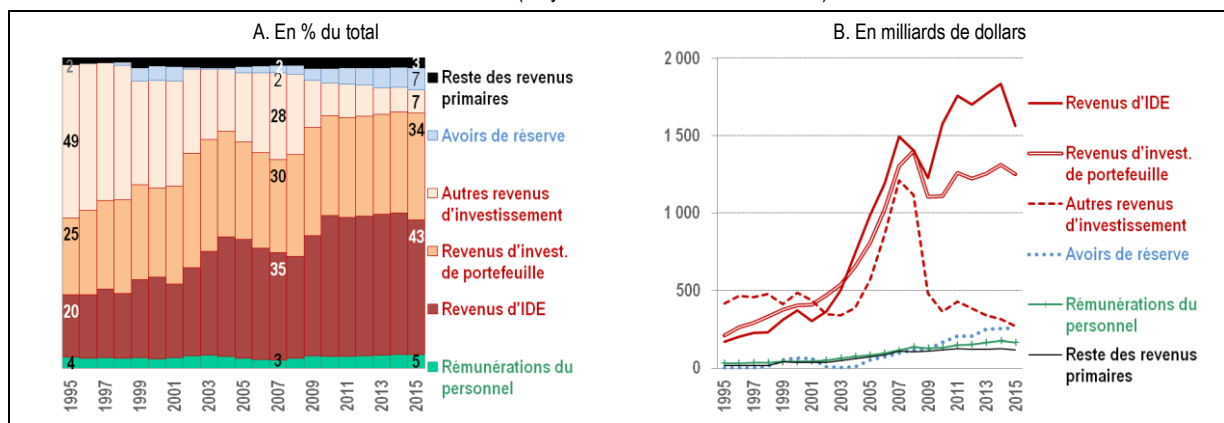 A. En % du total
2
49
25
20
4
2
2
28
30
35
3
3
7
7
34
43
5
Reste des revenus
primaires
Avoirs de réserve
Autres revenus
d'investissement
Revenus d'invest.
de portefeuille
Revenus d'IDE
Rémunérations du
personnel
1995
1997
1999
2001
2003
2005
2007
2009
2011
2013
2015
B. En milliards de dollars
2 000
1 500
1 000
500
0
1995
1997
1999
2001
2003
2005
2007
2009
2011
2013
2015
Revenus d'IDE
Revenus d'invest.
de portefeuille
Autres revenus
d'investissement
Avoirs de réserve
Rémunérations du
personnel
Reste des revenus
primaires